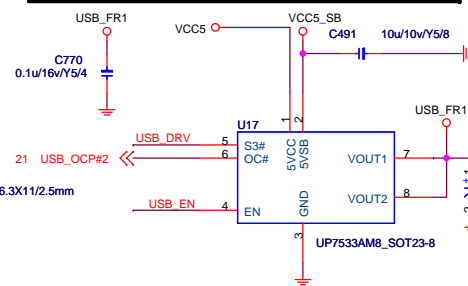 USB_FR1
VCC5
VCC5_SB
C491
10u/10v/Y5/8
C770
0.1u/16v/Y5/4
USB_FR1
U17
1
2
USB_DRV
5
S3#
21
USB_OCP#2
6
OC#
5VCC
5VSB
VOUT1
7
6.3X11/2.5mm
USB_EN
4
EN
GND
VOUT2
8
3
UP7533AM8_SOT23-8